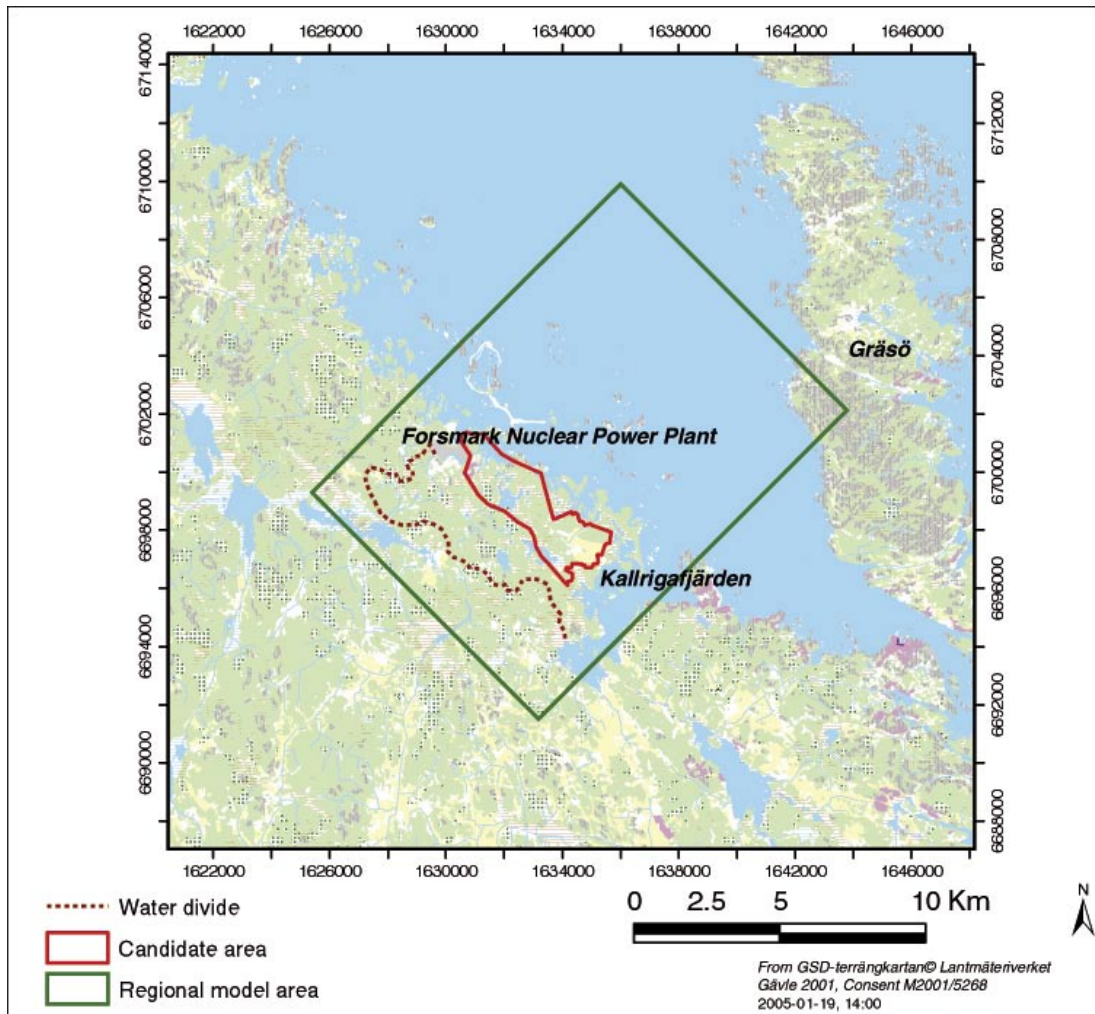 1622000 1626000 1630000 1634000 1638000 1642000 1646000
6714000
6712000
6710000
6708000
6706000
6704000
Gräsö
6702000
Forsmark Nuclear Power Plant
6700000
6698000
6696000
Kallrigafjärden
6694000
L
6692000
6690000
6688000
1622000 1626000 1630000 1634000 1638000 1642000 1646000
Water divide
Candidate area
Regional model area
0 2.5 5 10 Km
N
From GSD-terrängkartan© Lantmäteriverket
Gävle 2001, Consent M2001/5268
2005-01-19, 14:00